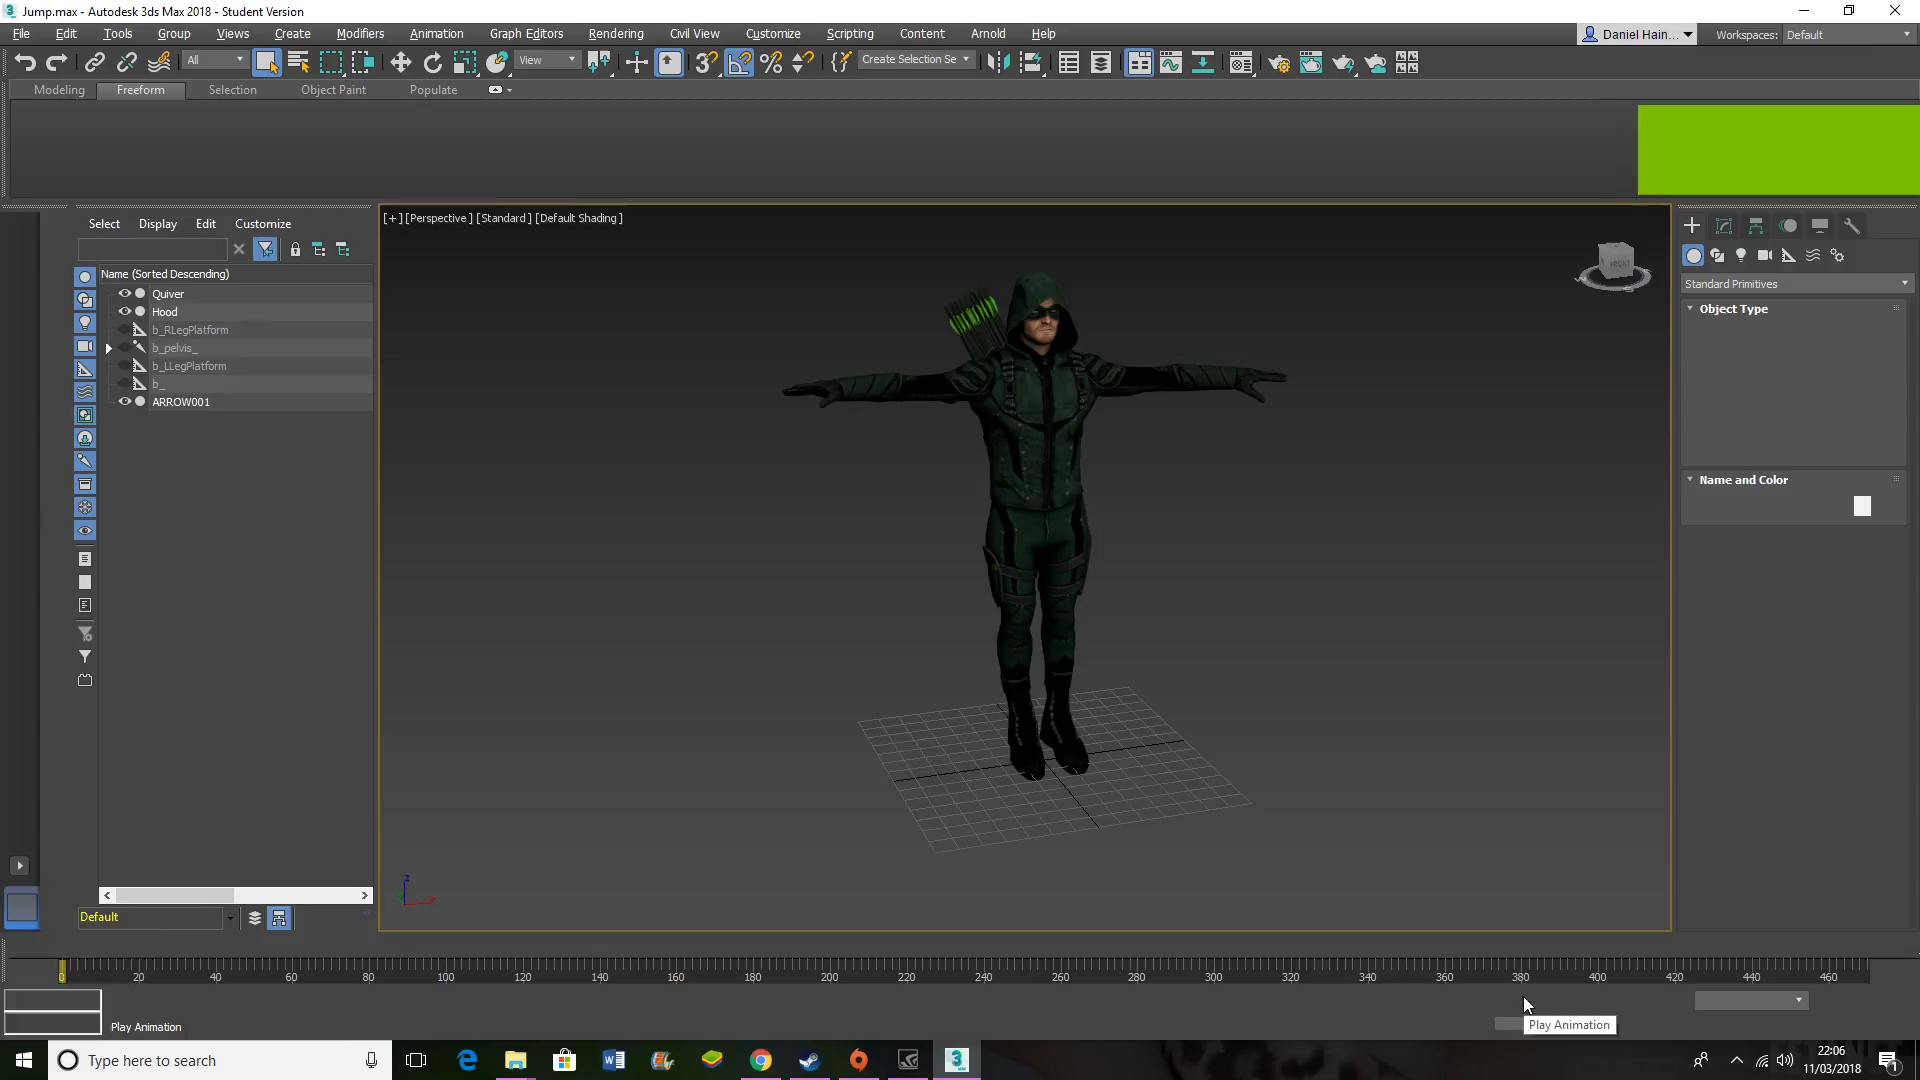 Jump.max - Autodesk 3ds Max 2018 - Student Version
File Edit Tools Group Views Create Modifiers Animation Graph Editors Rendering Civil View Customize Scripting Content Arnold Help
Daniel Hain... Workspaces: Default
All View Create Selection Se
Modeling Freeform Selection Object Paint Populate
Select Display Edit Customize
[+] [Perspective] [Standard] [Default Shading]
Name (Sorted Descending)
Quiver
Hood
b_RLegPlatform
b_pelvis_
b_LLegPlatform
b_
ARROW001
FRONT
Standard Primitives
Object Type
Name and Color
z
x
Default
0 20 40 60 80 100 120 140 160 180 200 220 240 260 280 300 320 340 360 380 400 420 440 460
Play Animation
Play Animation
Type here to search
22:06
11/03/2018
1